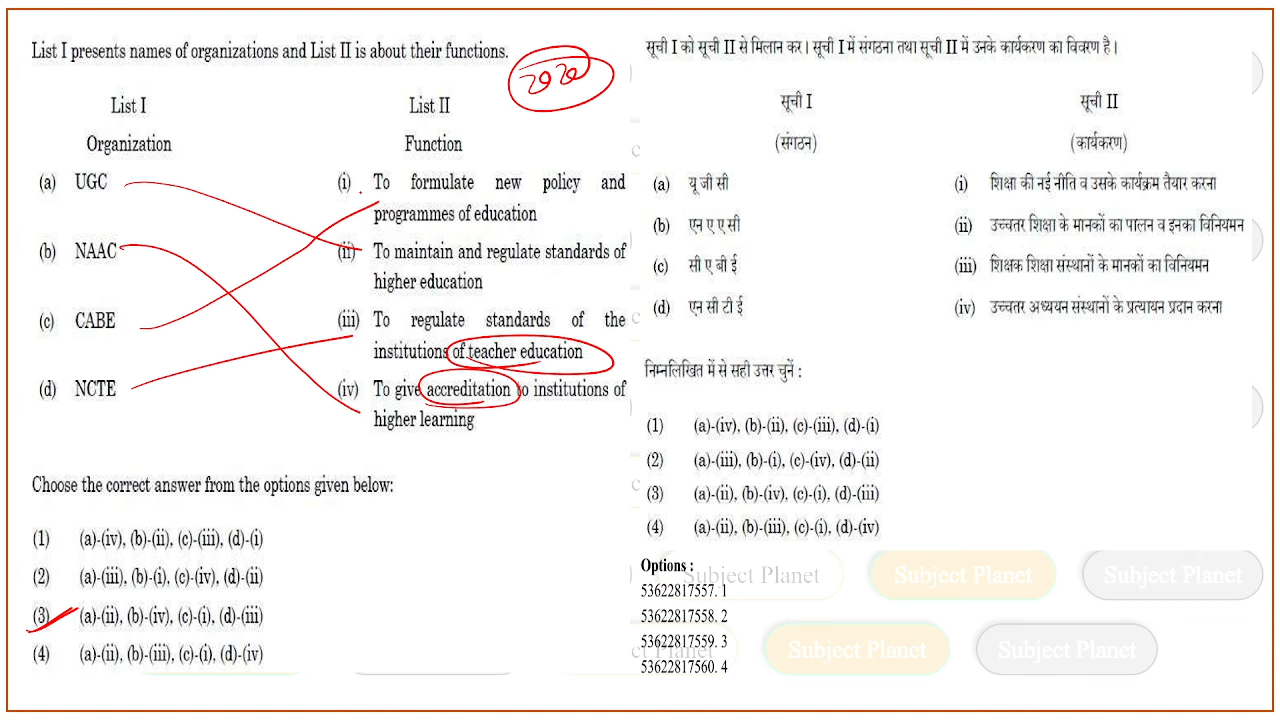 List I presents names of organizations and List II is about their functions.
2020
List I
List II
Organization
Function
(a) UGC
(i) To formulate new policy and
programmes of education
(b) NAAC
(ii) To maintain and regulate standards of
higher education
(c) CABE
(iii) To regulate standards of the
institutions of teacher education
(d) NCTE
(iv) To give accreditation to institutions of
higher learning
Choose the correct answer from the options given below:
(1) (a)-(iv), (b)-(ii), (c)-(iii), (d)-(i)
(2) (a)-(iii), (b)-(i), (c)-(iv), (d)-(ii)
(3) (a)-(ii), (b)-(iv), (c)-(i), (d)-(iii)
(4) (a)-(ii), (b)-(iii), (c)-(i), (d)-(iv)
सूची I को सूची II से मिलान कर। सूची I में संगठना तथा सूची II में उनके कार्यकरण का विवरण है।
सूची I
सूची II
(संगठन)
(कार्यकरण)
(a) यू जी सी
(i) शिक्षा की नई नीति व उसके कार्यक्रम तैयार करना
(b) एन ए ए सी
(ii) उच्चतर शिक्षा के मानकों का पालन व इनका विनियमन
(c) सी ए बी ई
(iii) शिक्षक शिक्षा संस्थानों के मानकों का विनियमन
(d) एन सी टी ई
(iv) उच्चतर अध्ययन संस्थानों के प्रत्यायन प्रदान करना
निम्नलिखित में से सही उत्तर चुनें :
(1) (a)-(iv), (b)-(ii), (c)-(iii), (d)-(i)
(2) (a)-(iii), (b)-(i), (c)-(iv), (d)-(ii)
(3) (a)-(ii), (b)-(iv), (c)-(i), (d)-(iii)
(4) (a)-(ii), (b)-(iii), (c)-(i), (d)-(iv)
Options :
53622817557. 1
53622817558. 2
53622817559. 3
53622817560. 4
Subject Planet
Subject Planet
Subject Planet
Subject Planet
Subject Planet